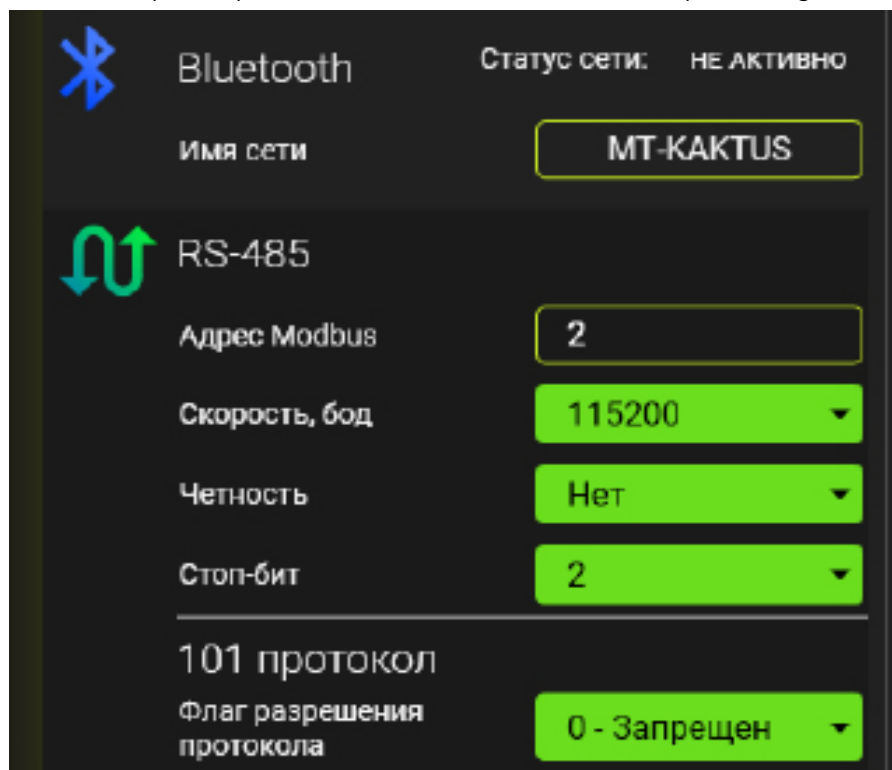 Bluetooth Статус сети: НЕ АКТИВНО
Имя сети MT-KAKTUS
RS-485
Адрес Modbus 2
Скорость, бод 115200
Четность Нет
Стоп-бит 2
101 протокол
Флаг разрешения
протокола 0 - Запрещен